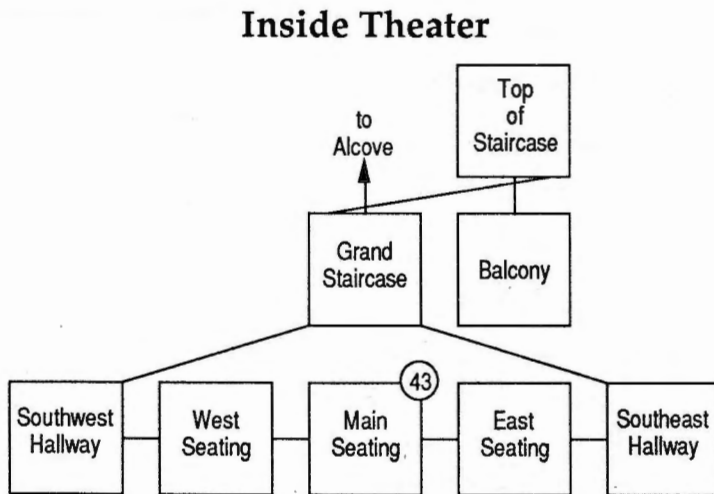 Inside Theater
to
Alcove
Top
of
Staircase
Grand
Staircase
Balcony
43
Southwest
Hallway
West
Seating
Main
Seating
East
Seating
Southeast
Hallway